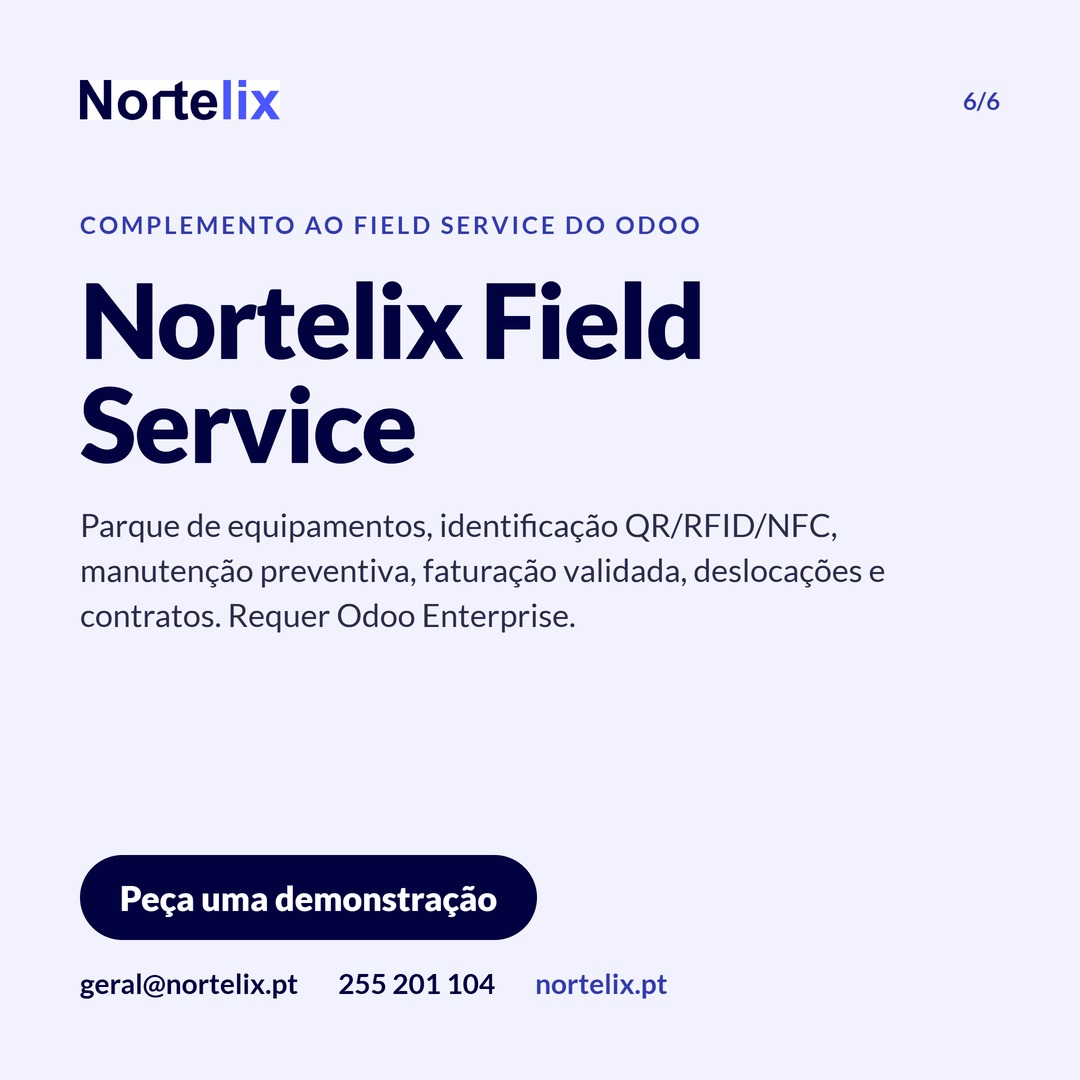 Nortelix
6/6
COMPLEMENTO AO FIELD SERVICE DO ODOO
Nortelix Field
Service
Parque de equipamentos, identificação QR/RFID/NFC,
manutenção preventiva, faturação validada, deslocações e
contratos. Requer Odoo Enterprise.
Peça uma demonstração
geral@nortelix.pt 255 201 104 nortelix.pt